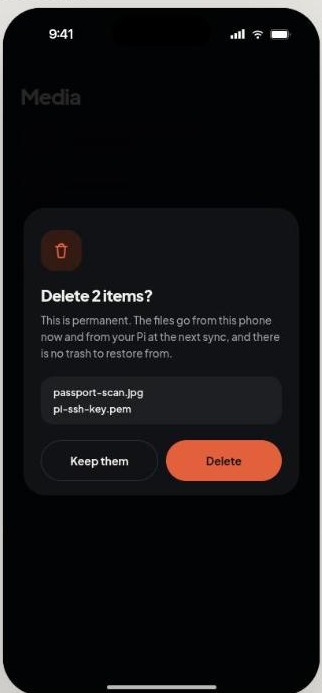 9:41
Media
Delete 2 items?
This is permanent. The files go from this phone
now and from your Pi at the next sync, and there
is no trash to restore from.
passport-scan.jpg
pi-ssh-key.pem
Keep them
Delete